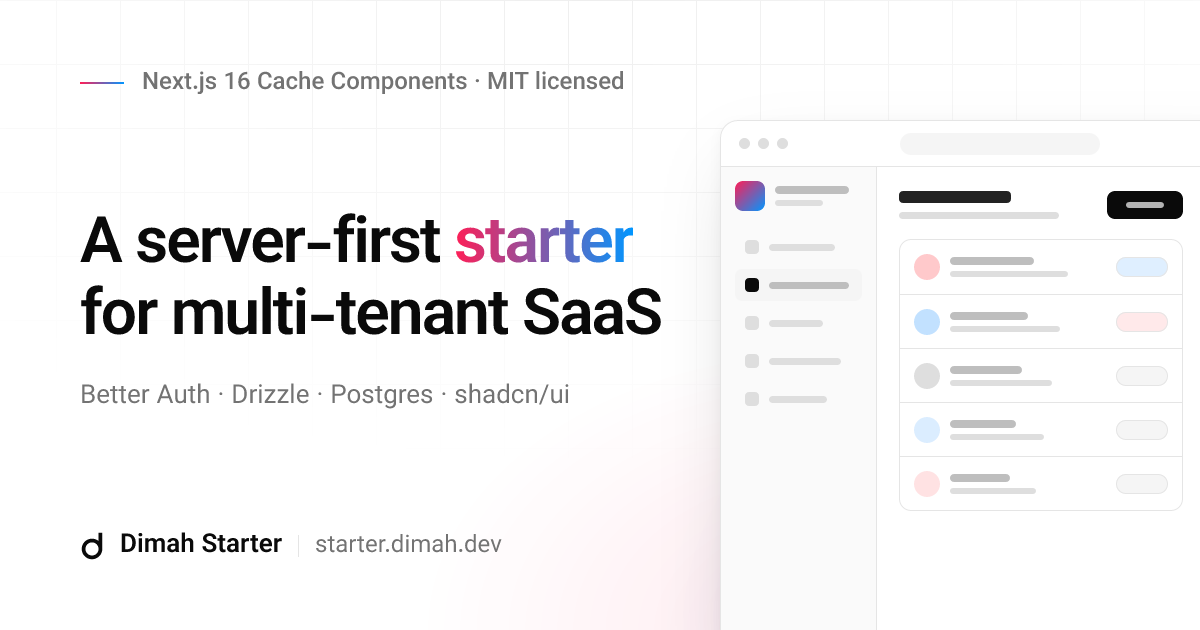 Next.js 16 Cache Components · MIT licensed
A server-first starter
for multi-tenant SaaS
Better Auth · Drizzle · Postgres · shadcn/ui
Dimah Starter
starter.dimah.dev